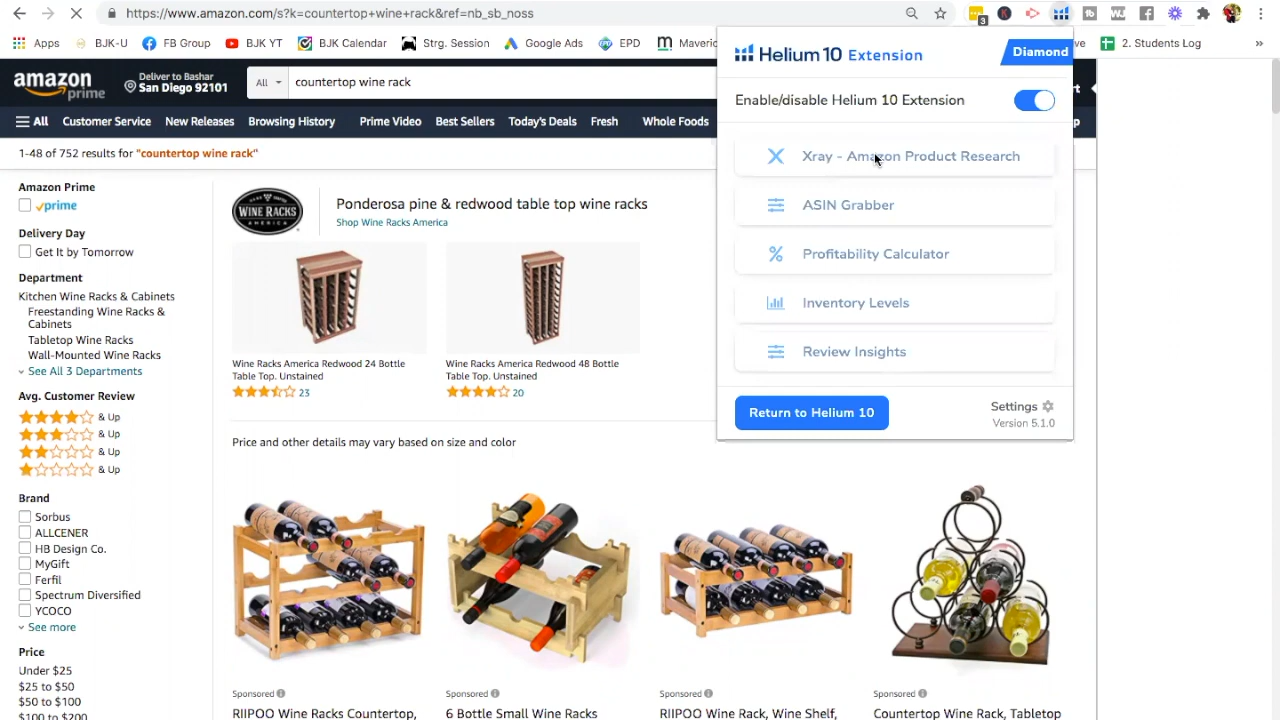 https://www.amazon.com/s?k=countertop+wine+rack&ref=nb_sb_noss
3
Apps
BJK-U
FB Group
BJK YT
BJK Calendar
Strg. Session
Google Ads
EPD
Maveric
ve
2. Students Log
»
amazon
prime
Deliver to Bashar
San Diego 92101
All
countertop wine rack
All
Customer Service
New Releases
Browsing History
Prime Video
Best Sellers
Today's Deals
Fresh
Whole Foods
1-48 of 752 results for "countertop wine rack"
Helium 10 Extension
Diamond
Enable/disable Helium 10 Extension
Xray - Amazon Product Research
ASIN Grabber
Profitability Calculator
Inventory Levels
Review Insights
Return to Helium 10
Settings
Version 5.1.0
Amazon Prime
prime
Delivery Day
Get It by Tomorrow
Department
Kitchen Wine Racks & Cabinets
Freestanding Wine Racks &
Cabinets
Tabletop Wine Racks
Wall-Mounted Wine Racks
See All 3 Departments
Avg. Customer Review
& Up
& Up
& Up
& Up
Brand
Sorbus
ALLCENER
HB Design Co.
MyGift
Ferfil
Spectrum Diversified
YCOCO
See more
Price
Under $25
$25 to $50
$50 to $100
$100 to $200
WINE RACKS
AMERICA
Ponderosa pine & redwood table top wine racks
Shop Wine Racks America
Wine Racks America Redwood 24 Bottle
Table Top. Unstained
23
Wine Racks America Redwood 48 Bottle
Table Top. Unstained
20
Price and other details may vary based on size and color
Sponsored
RIIPOO Wine Racks Countertop,
Sponsored
6 Bottle Small Wine Racks
Sponsored
RIIPOO Wine Rack, Wine Shelf,
Sponsored
Countertop Wine Rack, Tabletop